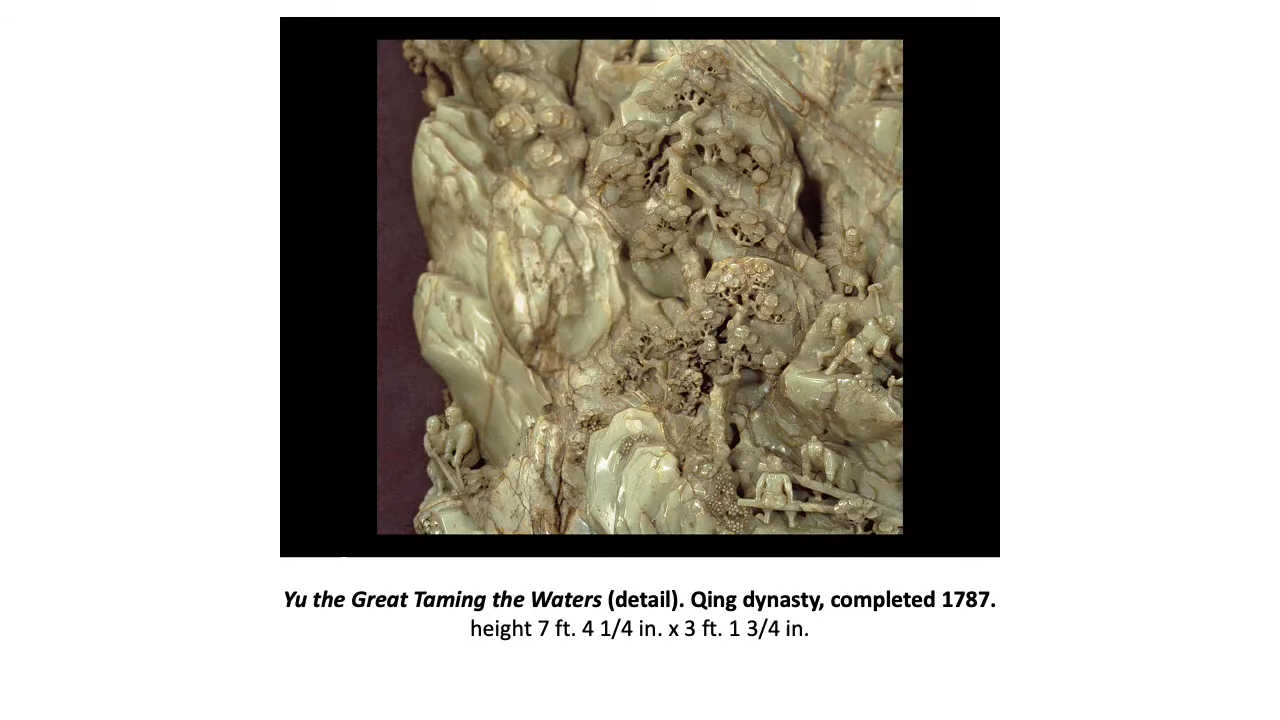 Yu the Great Taming the Waters (detail). Qing dynasty, completed 1787.
height 7 ft. 4 1/4 in. x 3 ft. 1 3/4 in.